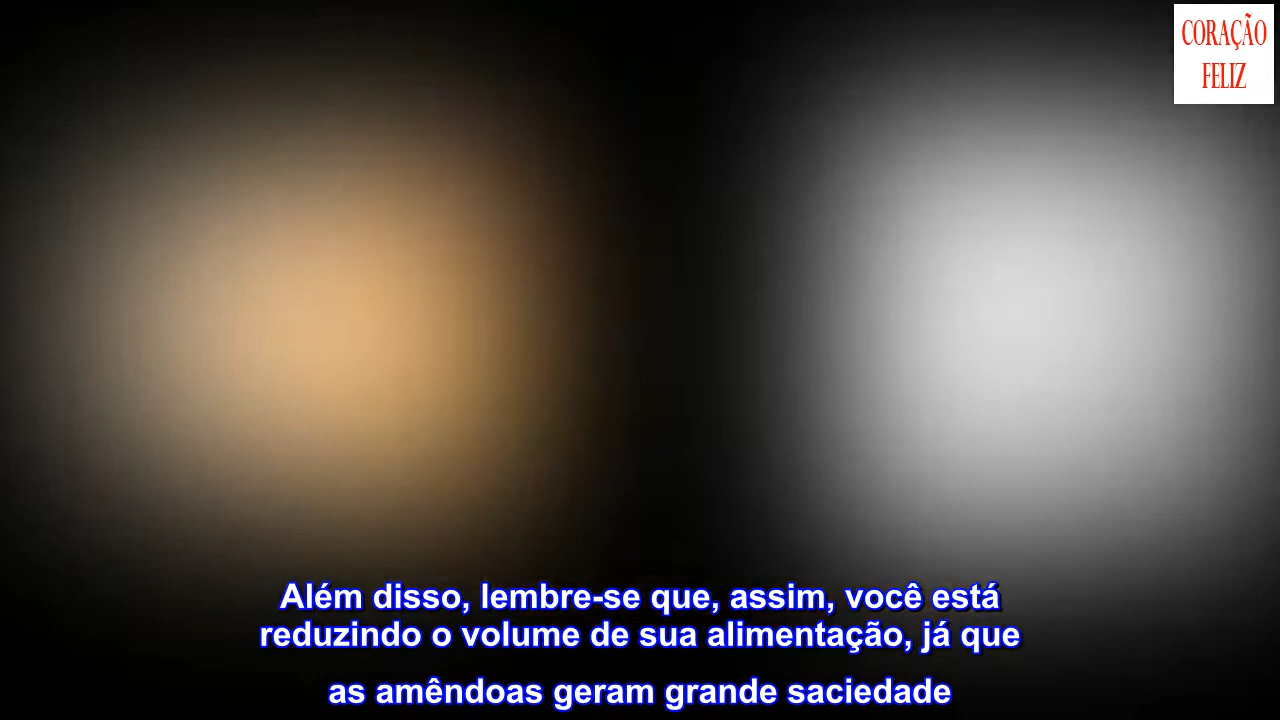 CORAÇÃO
FELIZ
Além disso, lembre-se que, assim, você está
reduzindo o volume de sua alimentação, já que
as amêndoas geram grande saciedade